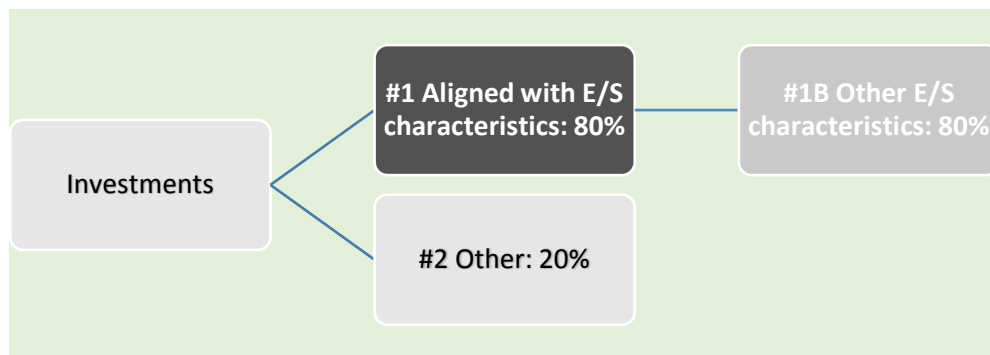 #1 Aligned with E/S
characteristics: 80%
#1B Other E/S
characteristics: 80%
Investments
#2 Other: 20%